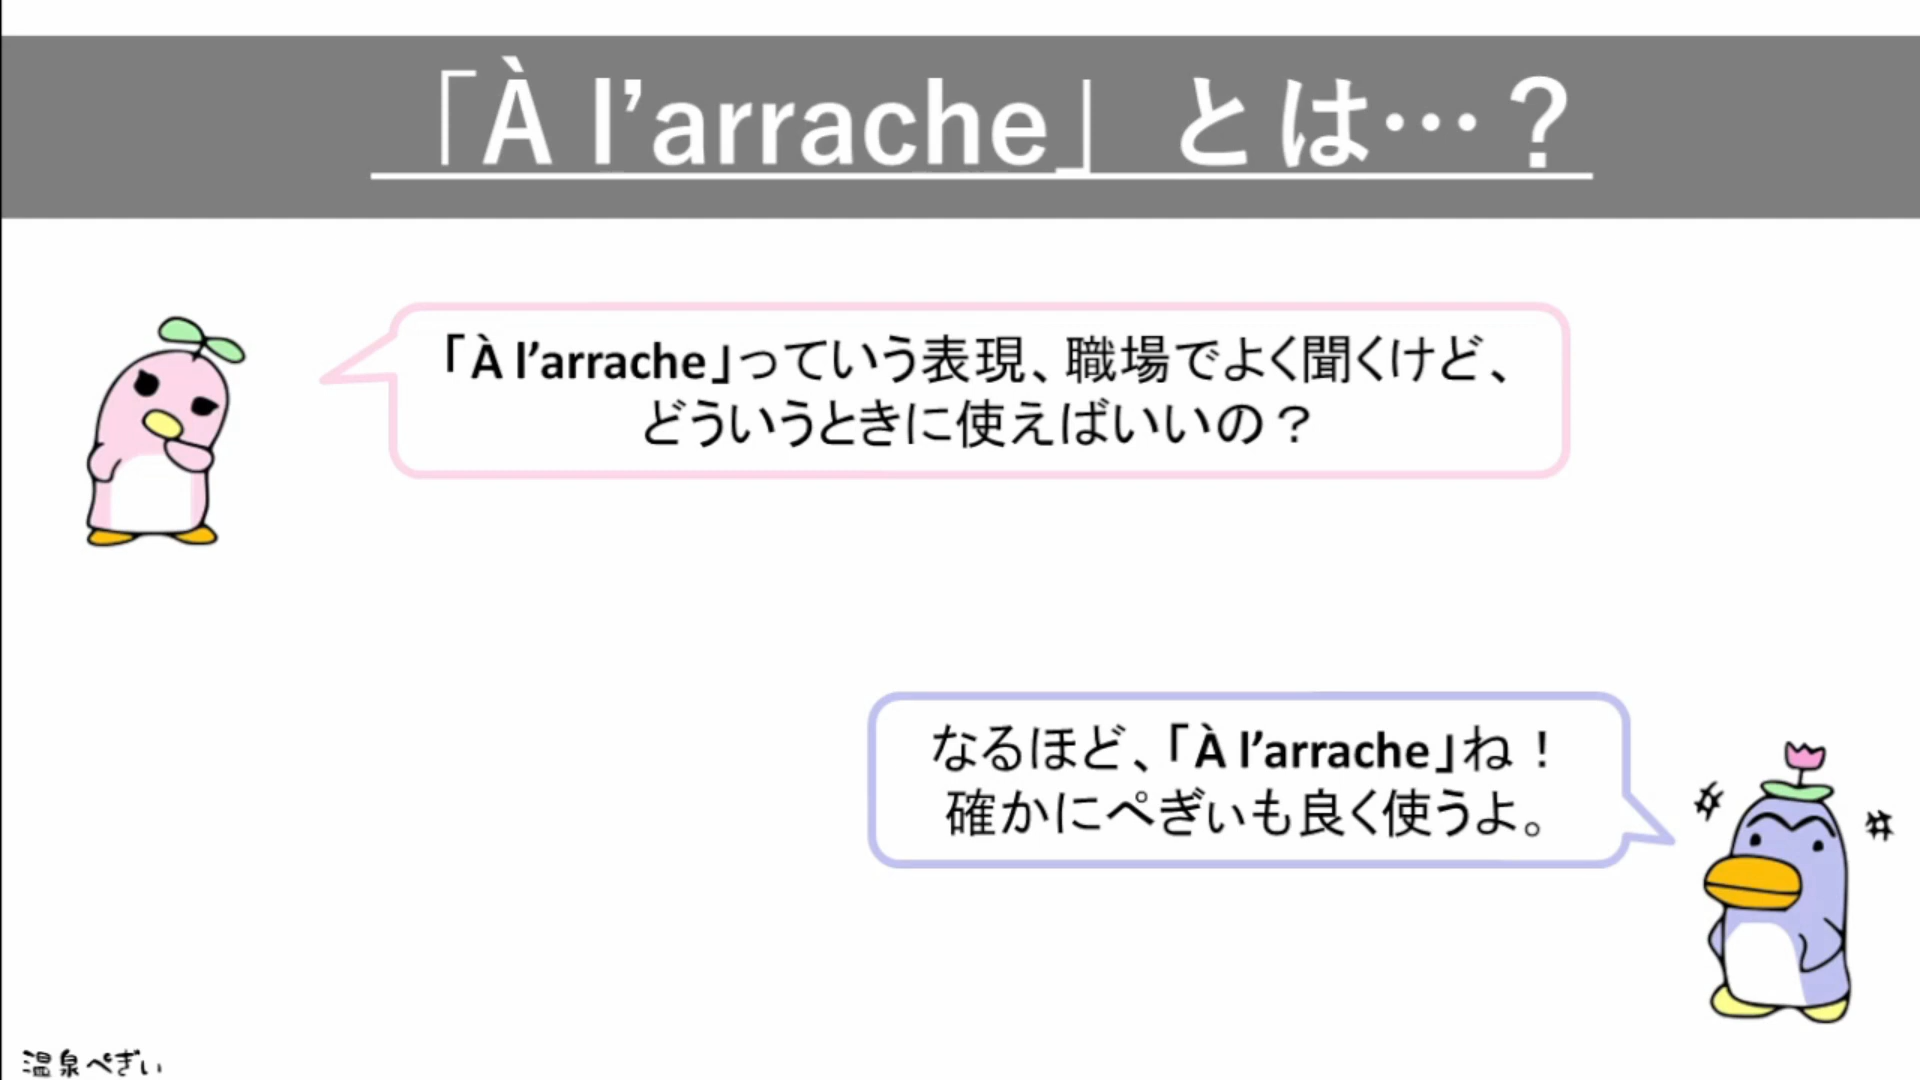 「À l’arrache」とは…？
「À l’arrache」っていう表現、職場でよく聞くけど、
どういうときに使えばいいの？
なるほど、「À l’arrache」ね！
確かにぺぎぃも良く使うよ。
温泉ぺぎぃ